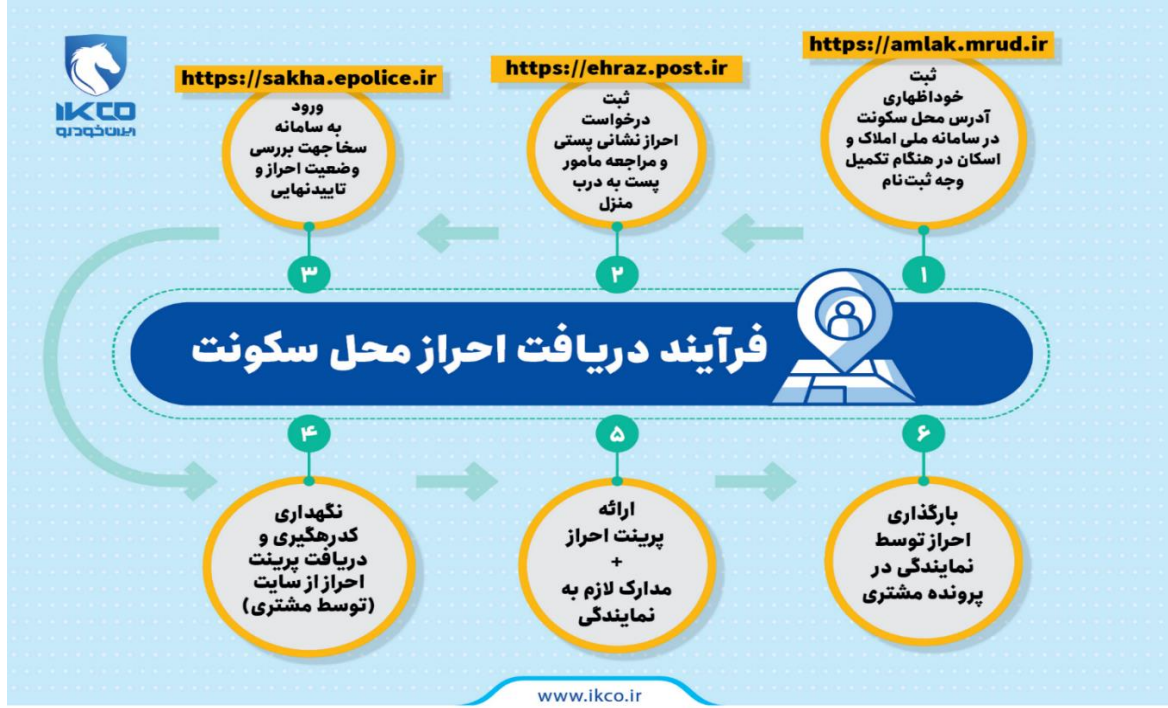 IKCO
ایران‌خودرو
https://amlak.mrud.ir
ثبت
خوداظهاری
آدرس محل سکونت
در سامانه ملی املاک و
اسکان در هنگام تکمیل
وجه ثبت‌نام
۱
https://ehraz.post.ir
ثبت
درخواست
احراز نشانی پستی
و مراجعه مامور
پست به درب
منزل
۲
https://sakha.epolice.ir
ورود
به سامانه
سخا جهت بررسی
وضعیت احراز و
تاییدنهایی
۳
فرآیند دریافت احراز محل سکونت
۴
نگهداری
کدرهگیری و
دریافت پرینت
احراز از سایت
(توسط مشتری)
۵
ارائه
پرینت احراز
+
مدارک لازم به
نمایندگی
۶
بارگذاری
احراز توسط
نمایندگی در
پرونده مشتری
www.ikco.ir